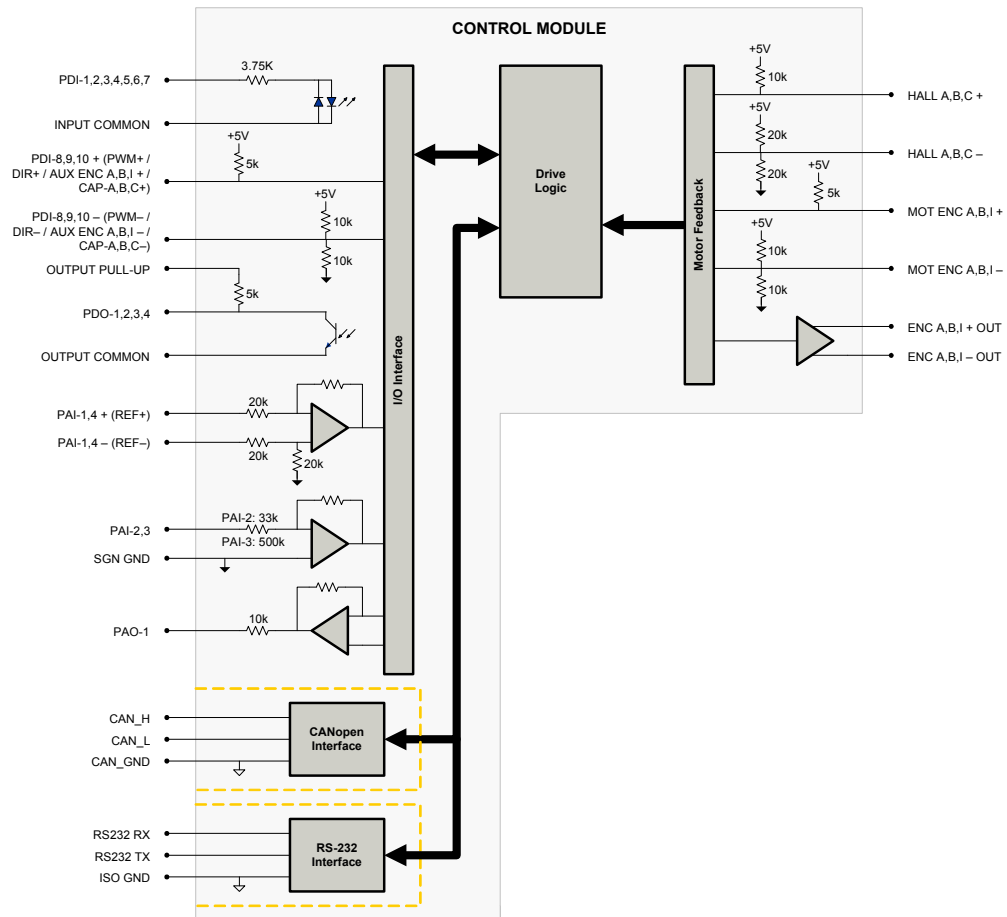 CONTROL MODULE
PDI-1,2,3,4,5,6,7
3.75K
INPUT COMMON
+5V
5k
PDI-8,9,10 + (PWM+ /
DIR+ / AUX ENC A,B,I + /
CAP-A,B,C+)
+5V
10k
10k
PDI-8,9,10 – (PWM– /
DIR– / AUX ENC A,B,I – /
CAP-A,B,C–)
OUTPUT PULL-UP
5k
PDO-1,2,3,4
OUTPUT COMMON
PAI-1,4 + (REF+)
20k
PAI-1,4 – (REF–)
20k
20k
PAI-2,3
PAI-2: 33k
PAI-3: 500k
SGN GND
PAO-1
10k
I/O Interface
Drive
Logic
Motor Feedback
+5V
10k
HALL A,B,C +
+5V
20k
20k
HALL A,B,C –
+5V
5k
MOT ENC A,B,I +
+5V
10k
10k
MOT ENC A,B,I –
ENC A,B,I + OUT
ENC A,B,I – OUT
CAN_H
CAN_L
CAN_GND
CANopen
Interface
RS232 RX
RS232 TX
ISO GND
RS-232
Interface